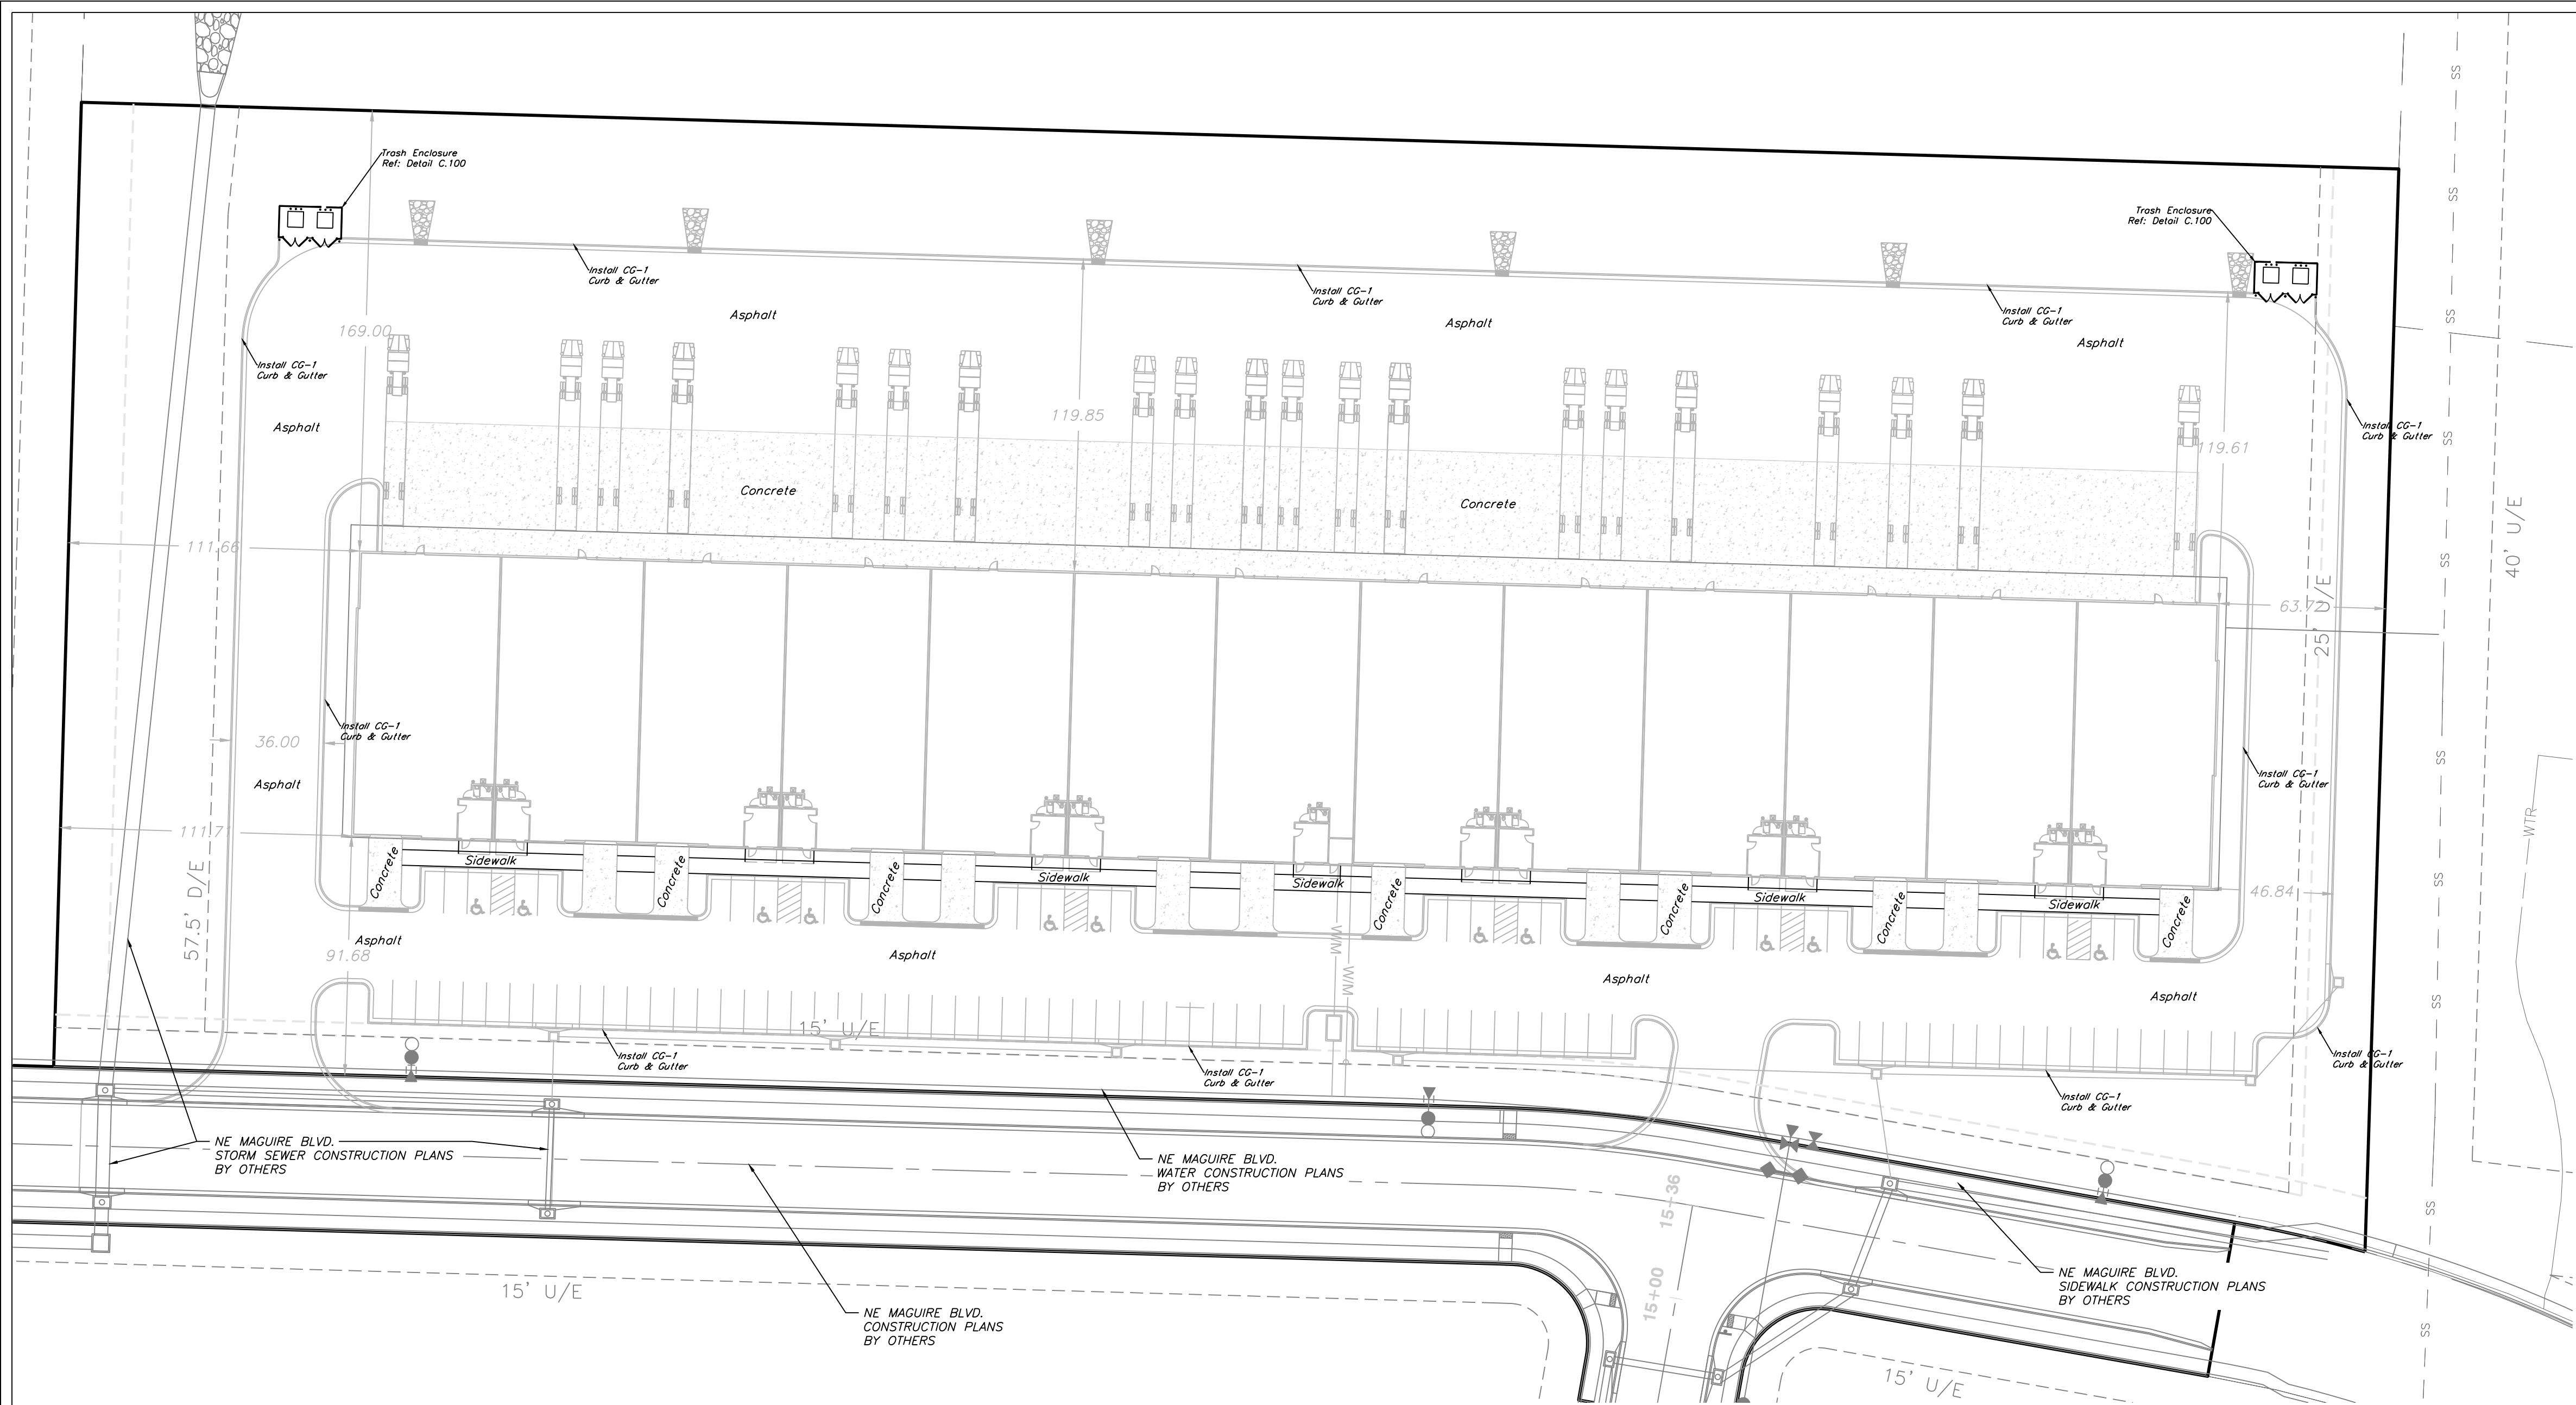 SS
Trash Enclosure
Ref: Detail C.100
SS
Trash Enclosure
Ref: Detail C.100
Install CG-1
Curb & Gutter
Install CG-1
Curb & Gutter
Install CG-1
Curb & Gutter
SS
Asphalt
Asphalt
Asphalt
169.00
Install CG-1
Curb & Gutter
119.85
Asphalt
Install CG-1
Curb & Gutter
SS
119.61
Concrete
Concrete
40' U/E
111.66
SS
63.72
25' U/E
Install CG-1
Curb & Gutter
36.00
SS
Asphalt
Install CG-1
Curb & Gutter
WTR
111.71
57.5' D/E
Concrete
Sidewalk
Concrete
Concrete
Sidewalk
Sidewalk
Concrete
Concrete
Sidewalk
Concrete
Sidewalk
Concrete
46.84
SS
Asphalt
91.68
Asphalt
WM
WM
Asphalt
Asphalt
SS
15' U/E
Install CG-1
Curb & Gutter
Install CG-1
Curb & Gutter
Install CG-1
Curb & Gutter
Install CG-1
Curb & Gutter
NE MAGUIRE BLVD.
STORM SEWER CONSTRUCTION PLANS
BY OTHERS
NE MAGUIRE BLVD.
WATER CONSTRUCTION PLANS
BY OTHERS
15+36
SS
15+00
NE MAGUIRE BLVD.
SIDEWALK CONSTRUCTION PLANS
BY OTHERS
15' U/E
NE MAGUIRE BLVD.
CONSTRUCTION PLANS
BY OTHERS
SS
15' U/E